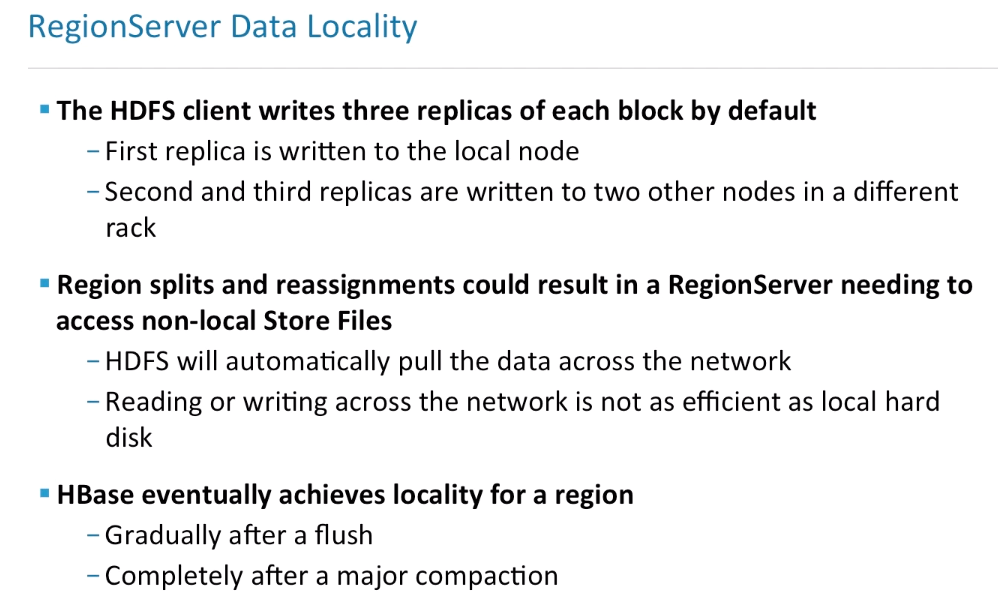 RegionServer Data Locality
▪ The HDFS client writes three replicas of each block by default
– First replica is written to the local node
– Second and third replicas are written to two other nodes in a different
rack
▪ Region splits and reassignments could result in a RegionServer needing to
access non-local Store Files
– HDFS will automatically pull the data across the network
– Reading or writing across the network is not as efficient as local hard
disk
▪ HBase eventually achieves locality for a region
– Gradually after a flush
– Completely after a major compaction